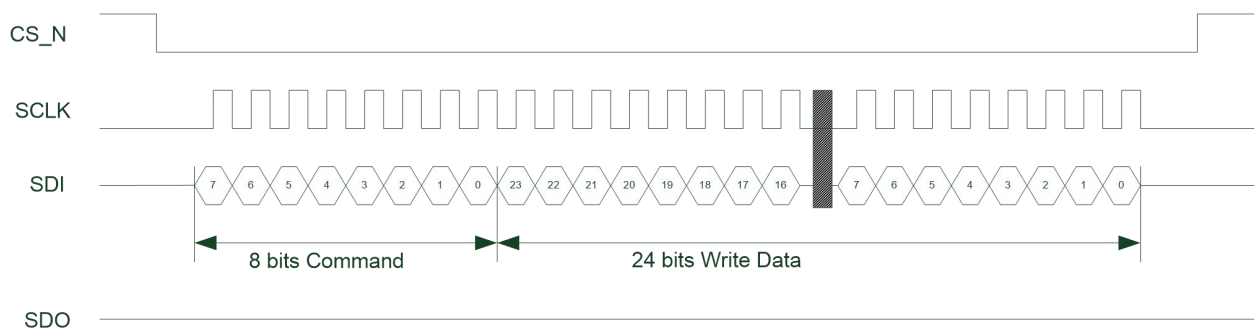 CS_N
SCLK
SDI 7 6 5 4 3 2 1 0 23 22 21 20 19 18 17 16 7 6 5 4 3 2 1 0
8 bits Command 24 bits Write Data
SDO